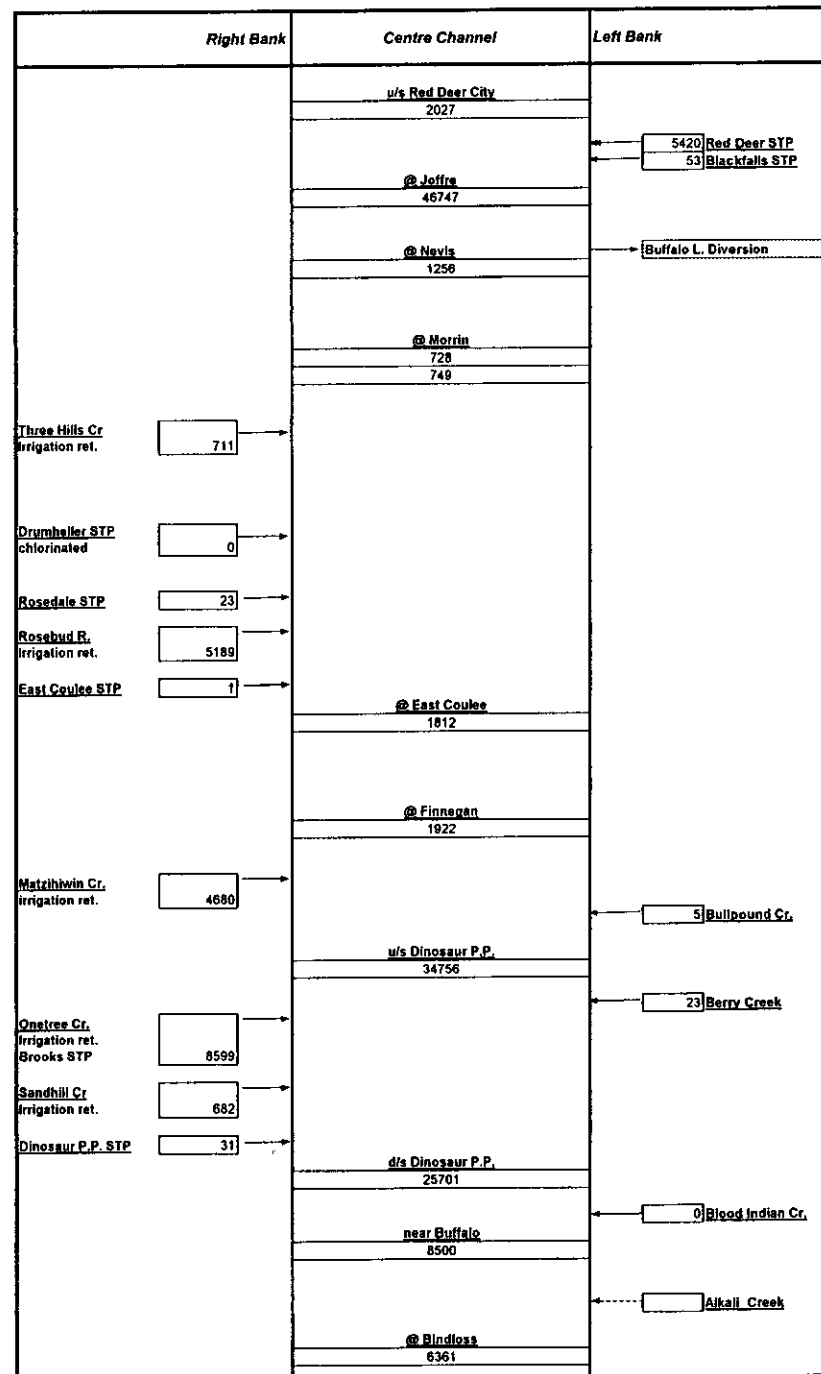 Right Bank Centre Channel Left Bank
u/s Red Deer City
2027
5420 Red Deer STP
53 Blackfalls STP
@ Joffre
46747
@ Nevis
Buffalo L. Diversion
1256
@ Morrin
728
749
Three Hills Cr
Irrigation ret. 711
Drumheller STP
chlorinated 0
Rosedale STP 23
Rosebud R.
Irrigation ret. 5189
East Coulee STP
@ East Coulee
1812
@ Finnegan
1922
Matzihiwin Cr.
irrigation ret. 4680
5 Bullpound Cr.
u/s Dinosaur P.P.
34756
23 Berry Creek
Onetree Cr.
Irrigation ret.
Brooks STP 8599
Sandhill Cr
Irrigation ret. 682
Dinosaur P.P. STP 31
d/s Dinosaur P.P.
25701
0 Blood Indian Cr.
near Buffalo
8500
Alkali Creek
@ Bindloss
6361